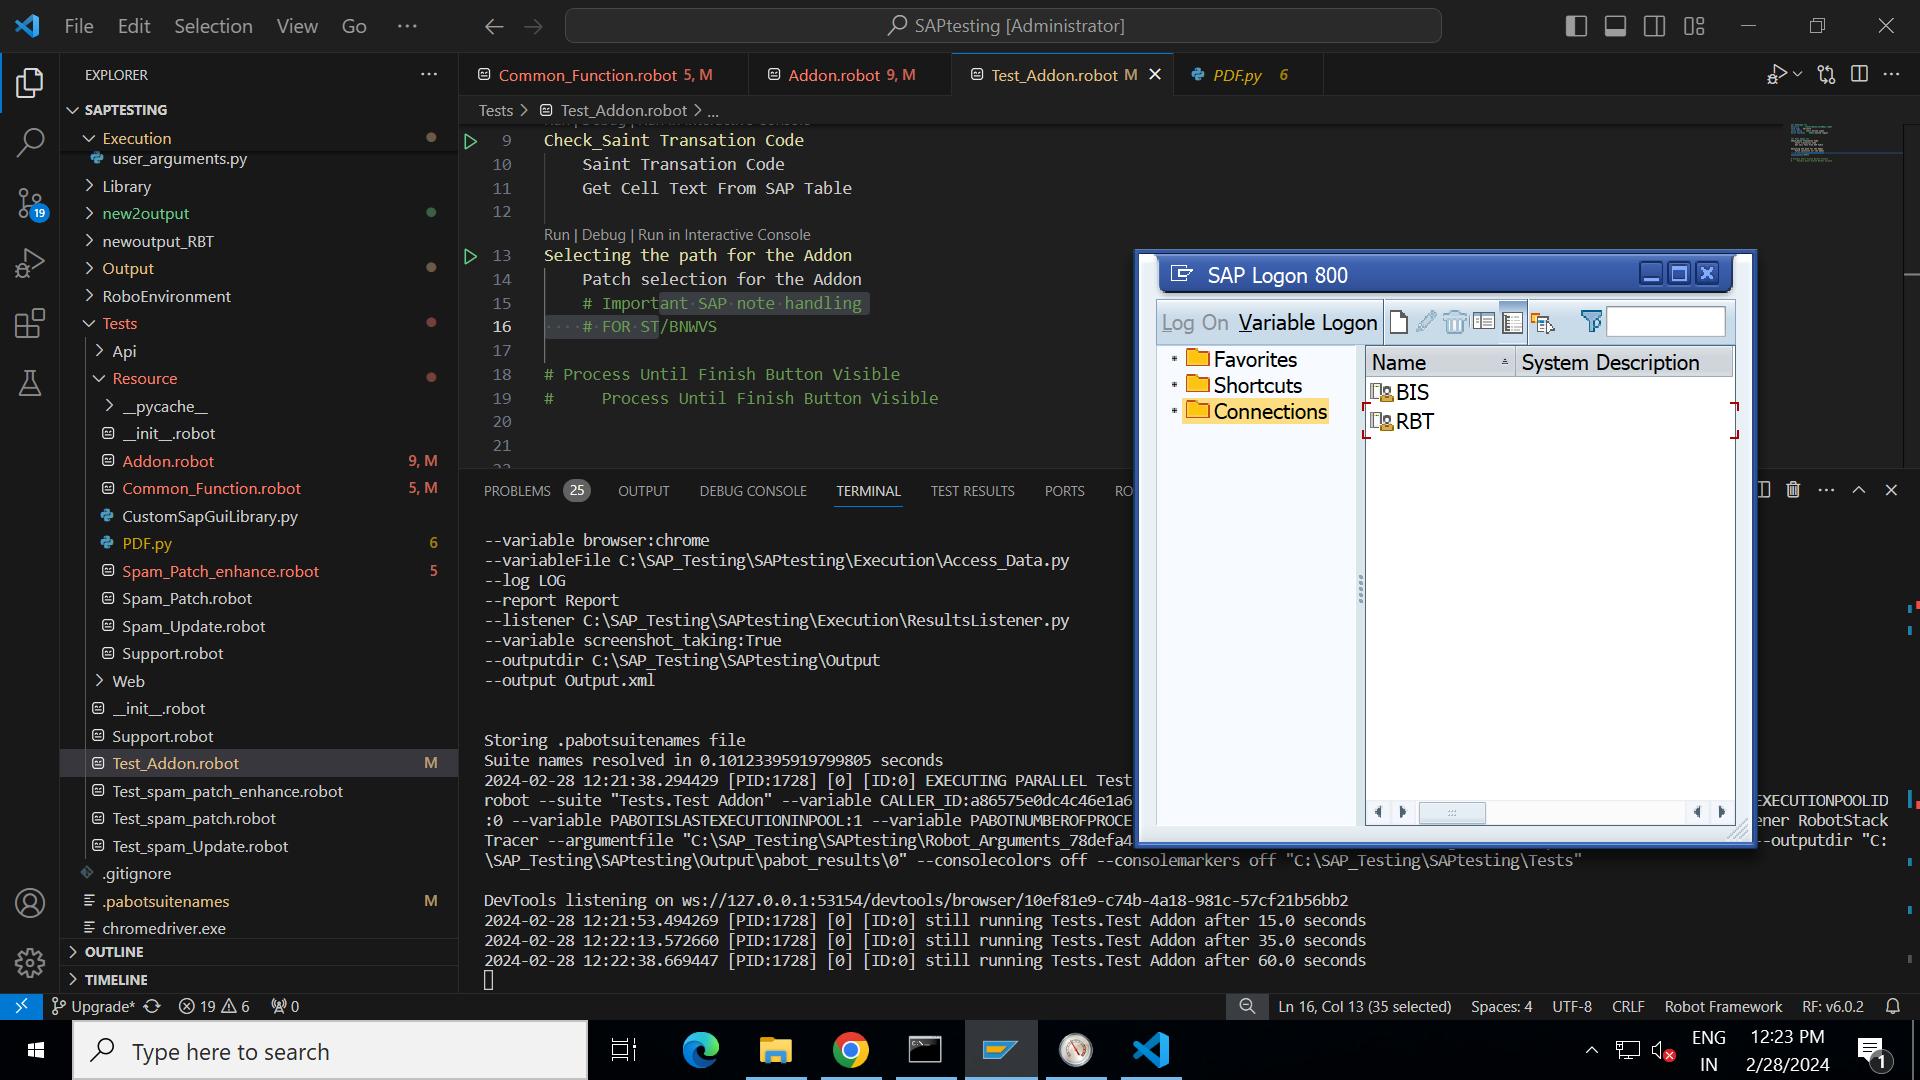 File Edit Selection View Go ··· SAPtesting [Administrator]
EXPLORER ···
SAPTESTING
Execution
user_arguments.py
Library
new2output
newoutput_RBT
Output
RoboEnvironment
Tests
Api
Resource
__pycache__
__init__.robot
Addon.robot 9, M
Common_Function.robot 5, M
CustomSapGuiLibrary.py
PDF.py 6
Spam_Patch_enhance.robot 5
Spam_Patch.robot
Spam_Update.robot
Support.robot
Web
__init__.robot
Support.robot
Test_Addon.robot M
Test_spam_patch_enhance.robot
Test_spam_patch.robot
Test_spam_Update.robot
.gitignore
.pabotsuitenames M
chromedriver.exe
OUTLINE
TIMELINE
19
Common_Function.robot 5, M Addon.robot 9, M Test_Addon.robot M PDF.py 6
Tests > Test_Addon.robot > ...
9 Check_Saint Transation Code
10 Saint Transation Code
11 Get Cell Text From SAP Table
12
Run | Debug | Run in Interactive Console
13 Selecting the path for the Addon
14 Patch selection for the Addon
15 # Important SAP note handling
16 # FOR ST/BNWVS
17
18 # Process Until Finish Button Visible
19 # Process Until Finish Button Visible
20
21
PROBLEMS 25 OUTPUT DEBUG CONSOLE TERMINAL TEST RESULTS PORTS RO
--variable browser:chrome
--variableFile C:\SAP_Testing\SAPtesting\Execution\Access_Data.py
--log LOG
--report Report
--listener C:\SAP_Testing\SAPtesting\Execution\ResultsListener.py
--variable screenshot_taking:True
--outputdir C:\SAP_Testing\SAPtesting\Output
--output Output.xml
Storing .pabotsuitenames file
Suite names resolved in 0.10123395919799805 seconds
2024-02-28 12:21:38.294429 [PID:1728] [0] [ID:0] EXECUTING PARALLEL Test
robot --suite "Tests.Test Addon" --variable CALLER_ID:a86575e0dc4c46e1a6 EXECUTIONPOOLID
:0 --variable PABOTISLASTEXECUTIONINPOOL:1 --variable PABOTNUMBEROFPROCE ener RobotStack
Tracer --argumentfile "C:\SAP_Testing\SAPtesting\Robot_Arguments_78defa4 --outputdir "C:
\SAP_Testing\SAPtesting\Output\pabot_results\0" --consolecolors off --consolemarkers off "C:\SAP_Testing\SAPtesting\Tests"
DevTools listening on ws://127.0.0.1:53154/devtools/browser/10ef81e9-c74b-4a18-981c-57cf21b56bb2
2024-02-28 12:21:53.494269 [PID:1728] [0] [ID:0] still running Tests.Test Addon after 15.0 seconds
2024-02-28 12:22:13.572660 [PID:1728] [0] [ID:0] still running Tests.Test Addon after 35.0 seconds
2024-02-28 12:22:38.669447 [PID:1728] [0] [ID:0] still running Tests.Test Addon after 60.0 seconds
SAP Logon 800
Log On Variable Logon
Favorites
Shortcuts
Connections
Name System Description
BIS
RBT
Upgrade* 19 6 0 Ln 16, Col 13 (35 selected) Spaces: 4 UTF-8 CRLF Robot Framework RF: v6.0.2
Type here to search
ENG
IN
12:23 PM
2/28/2024
1